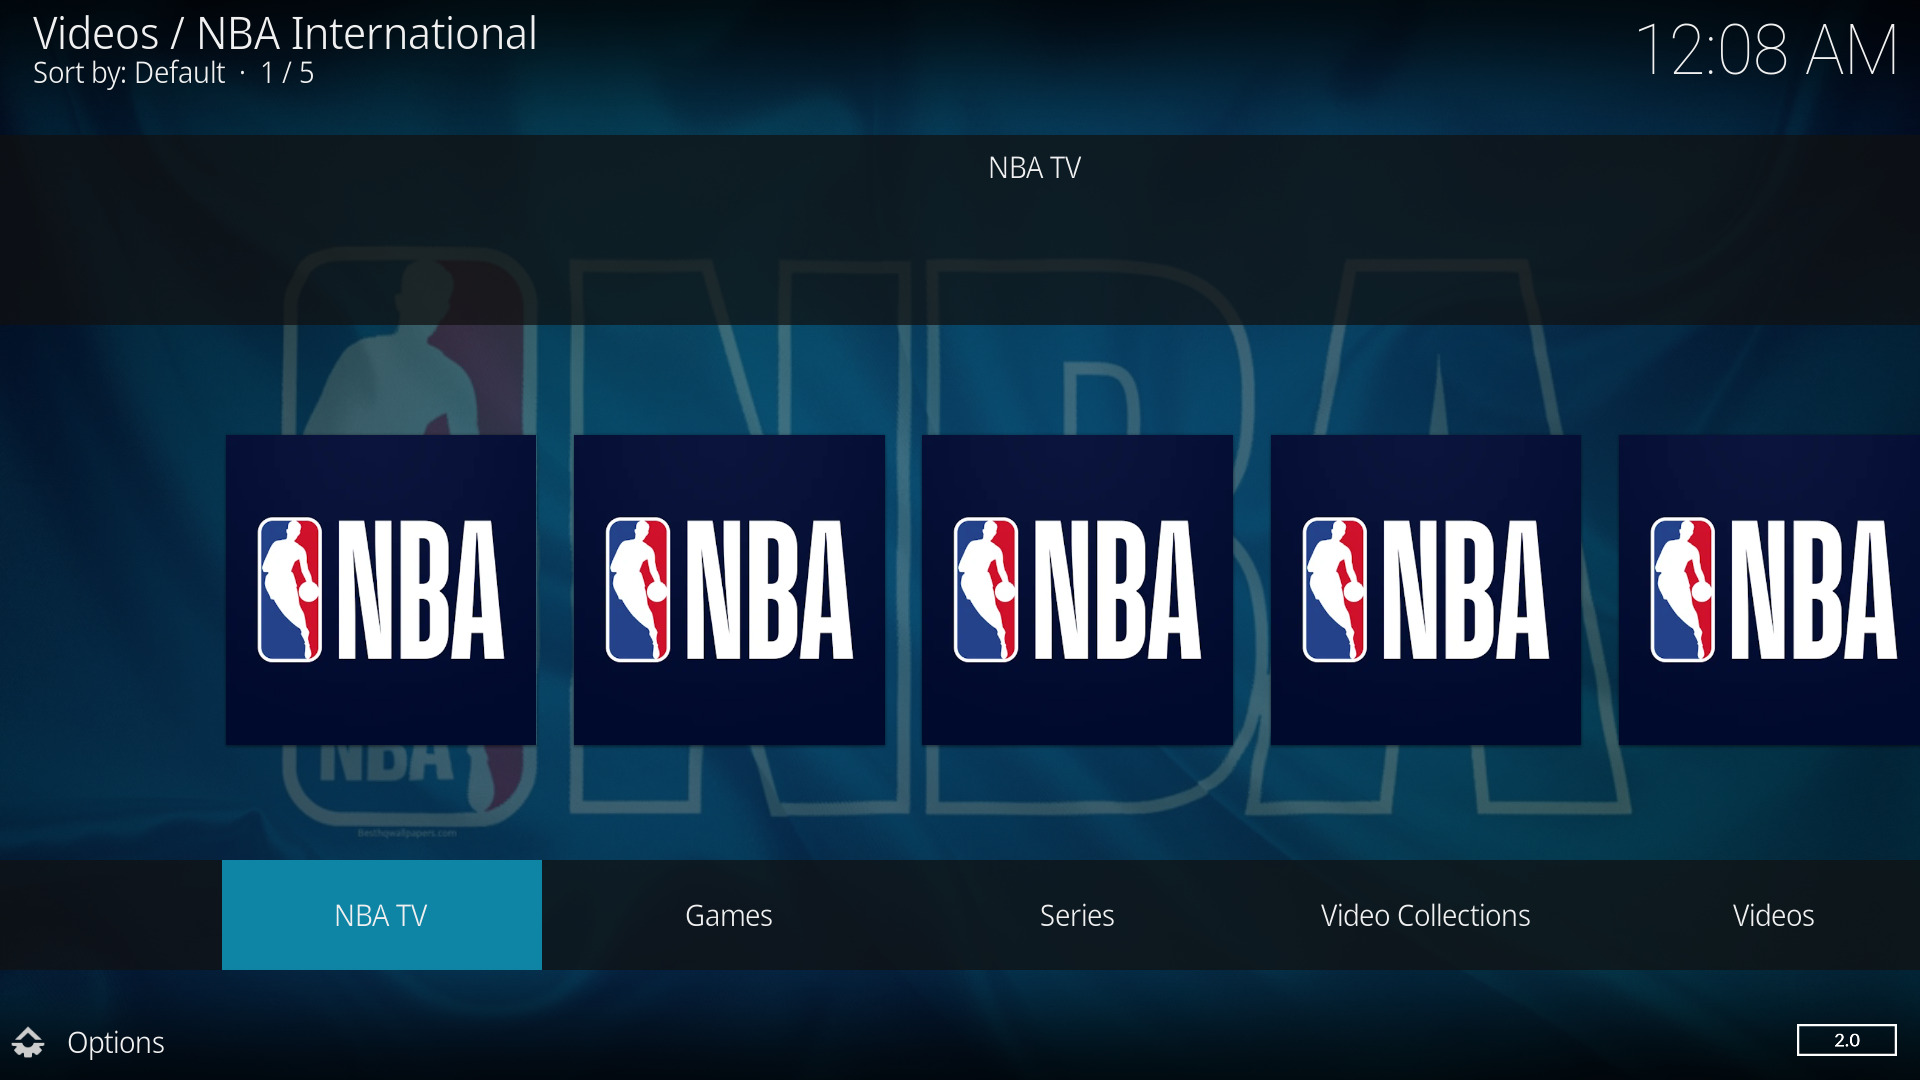 Videos / NBA International
Sort by: Default · 1 / 5
12:08 AM
NBA TV
NBA
NBA NBA NBA NBA NBA
NBA
Besthqwallpapers.com
NBA TV Games Series Video Collections Videos
Options
2.0